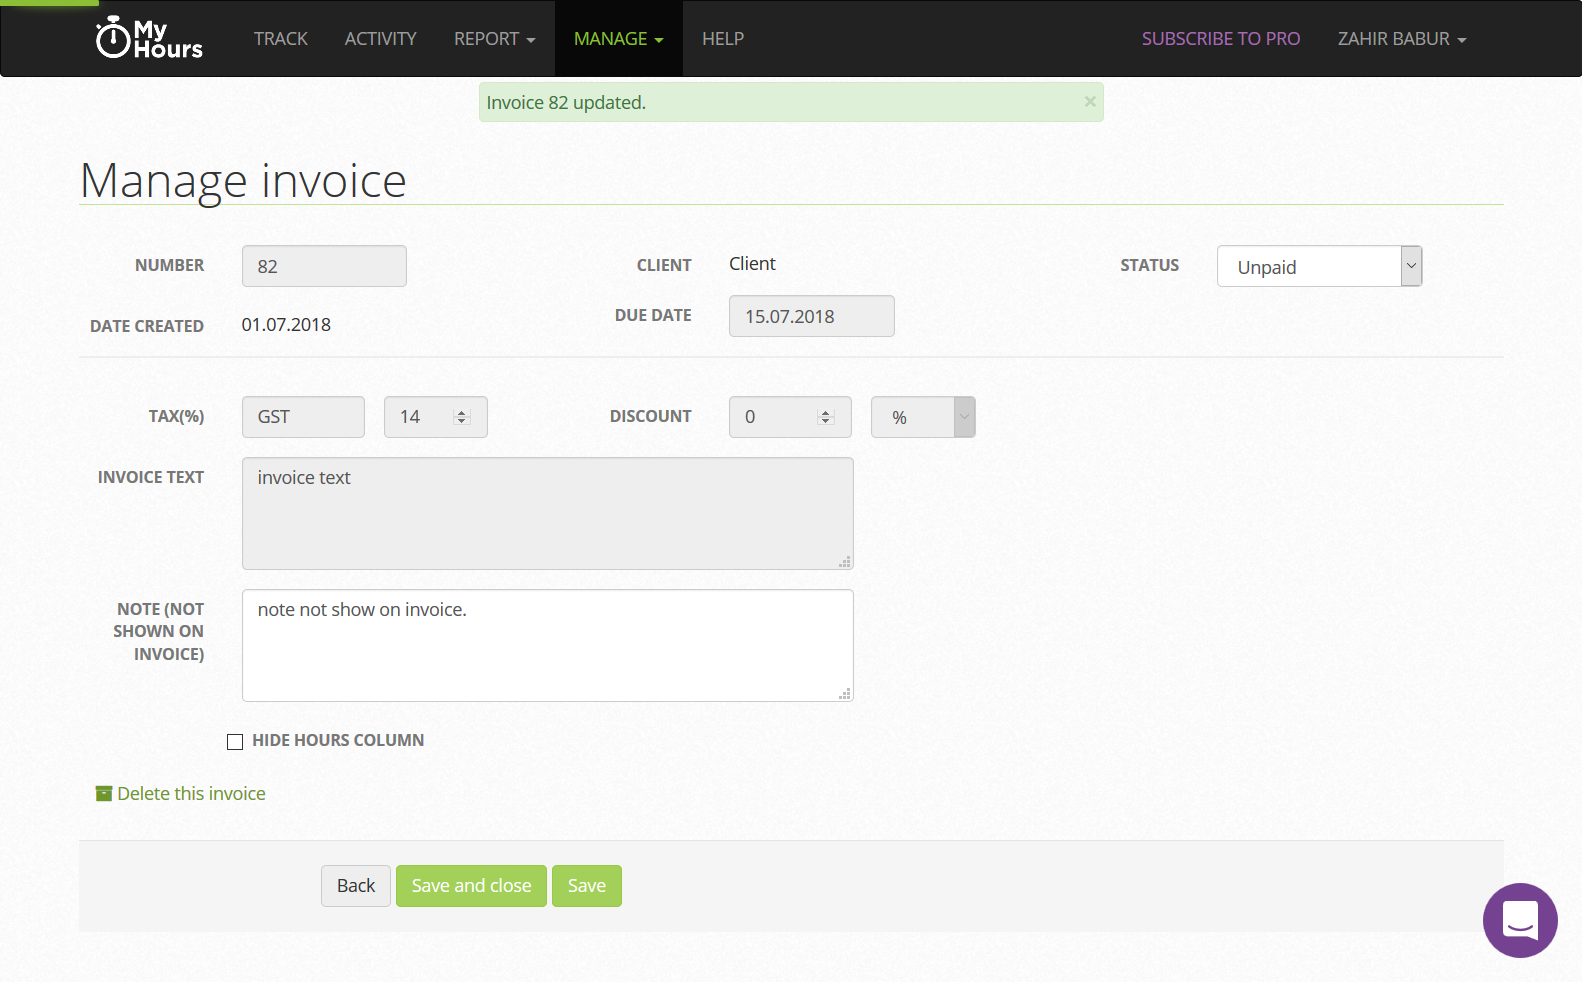 My Hours
TRACK
ACTIVITY
REPORT
MANAGE
HELP
SUBSCRIBE TO PRO
ZAHIR BABUR
Invoice 82 updated.
×
Manage invoice
NUMBER
82
CLIENT
Client
STATUS
Unpaid
DATE CREATED
01.07.2018
DUE DATE
15.07.2018
TAX(%)
GST
14
DISCOUNT
0
%
INVOICE TEXT
invoice text
NOTE (NOT
SHOWN ON
INVOICE)
note not show on invoice.
HIDE HOURS COLUMN
Delete this invoice
Back
Save and close
Save